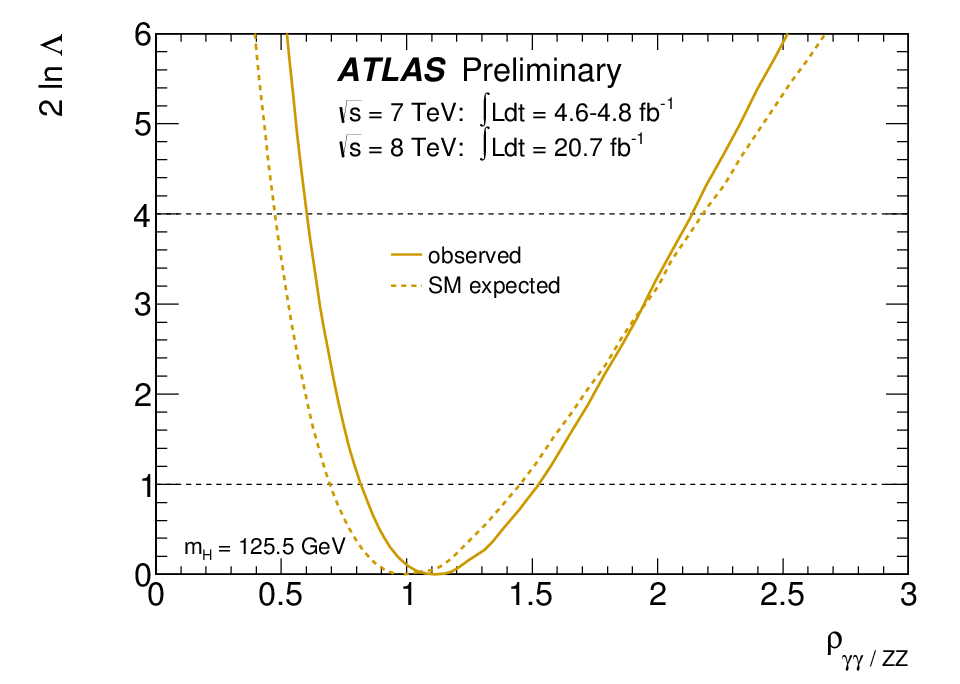 2 ln Λ
6
5
4
3
2
1
0
ATLAS Preliminary
√s = 7 TeV: ∫Ldt = 4.6-4.8 fb⁻¹
√s = 8 TeV: ∫Ldt = 20.7 fb⁻¹
observed
SM expected
m_H = 125.5 GeV
0 0.5 1 1.5 2 2.5 3
ρ_γγ / ZZ